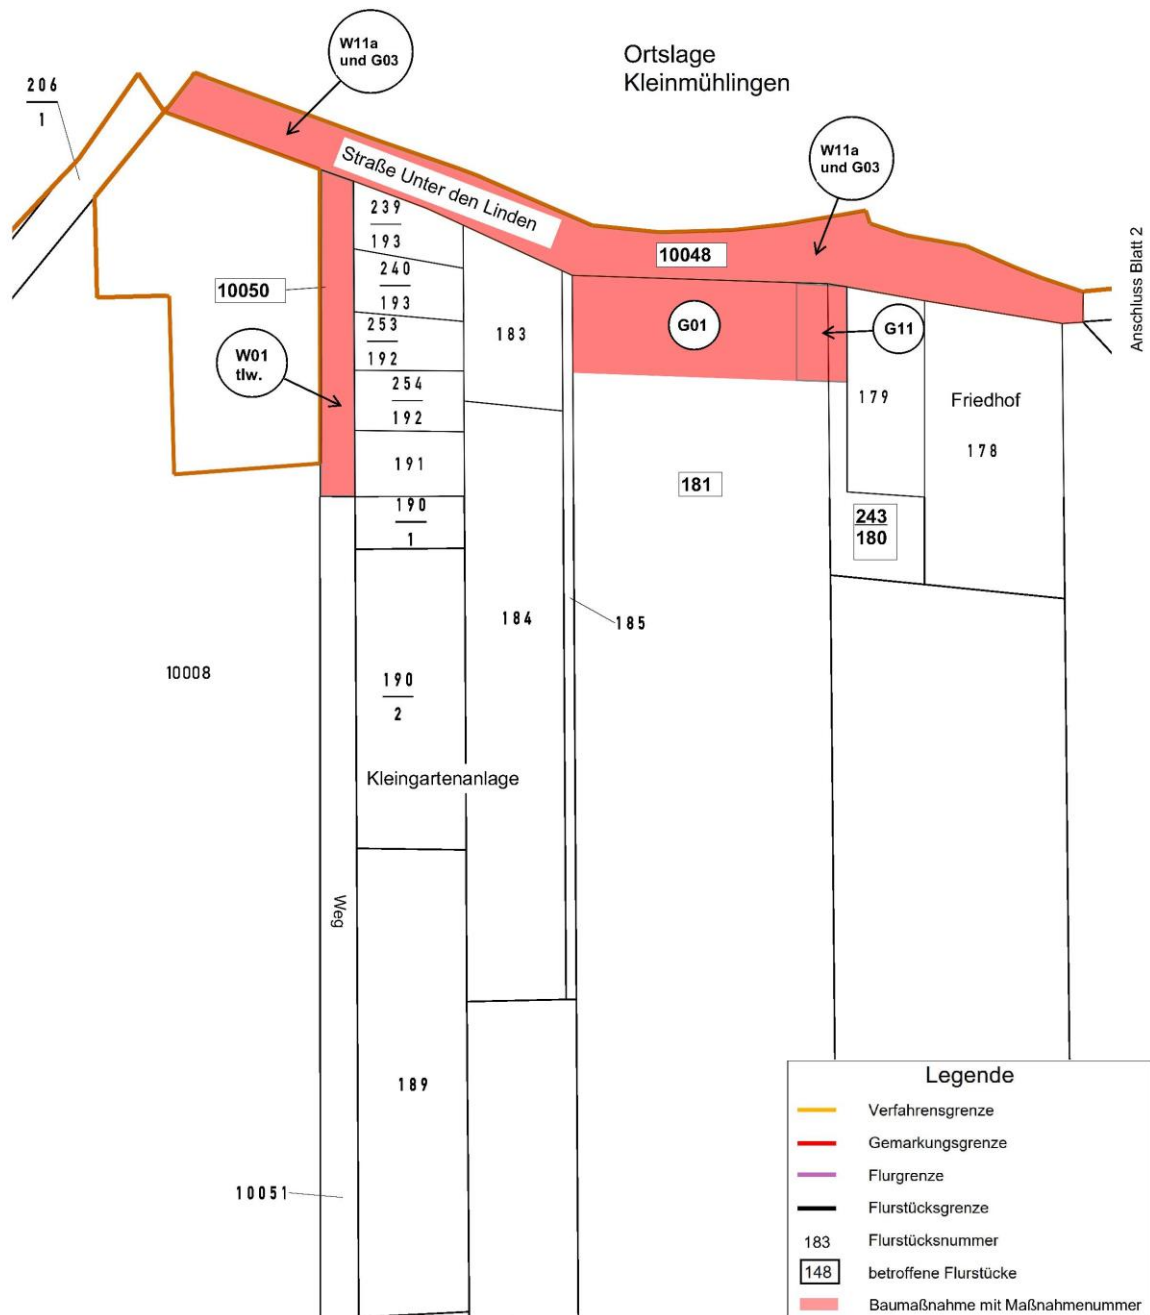 W11a
und G03
Ortslage
Kleinmühlingen
206
1
W11a
und G03
Straße Unter den Linden
239
193
10048
Anschluss Blatt 2
240
193
10050
253
192
183
G01
G11
W01
tlw.
254
192
179
Friedhof
178
191
181
190
1
243
180
184
185
10008
190
2
Kleingartenanlage
Weg
189
10051
Legende
Verfahrensgrenze
Gemarkungsgrenze
Flurgrenze
Flurstücksgrenze
183 Flurstücksnummer
148 betroffene Flurstücke
Baumaßnahme mit Maßnahmenummer